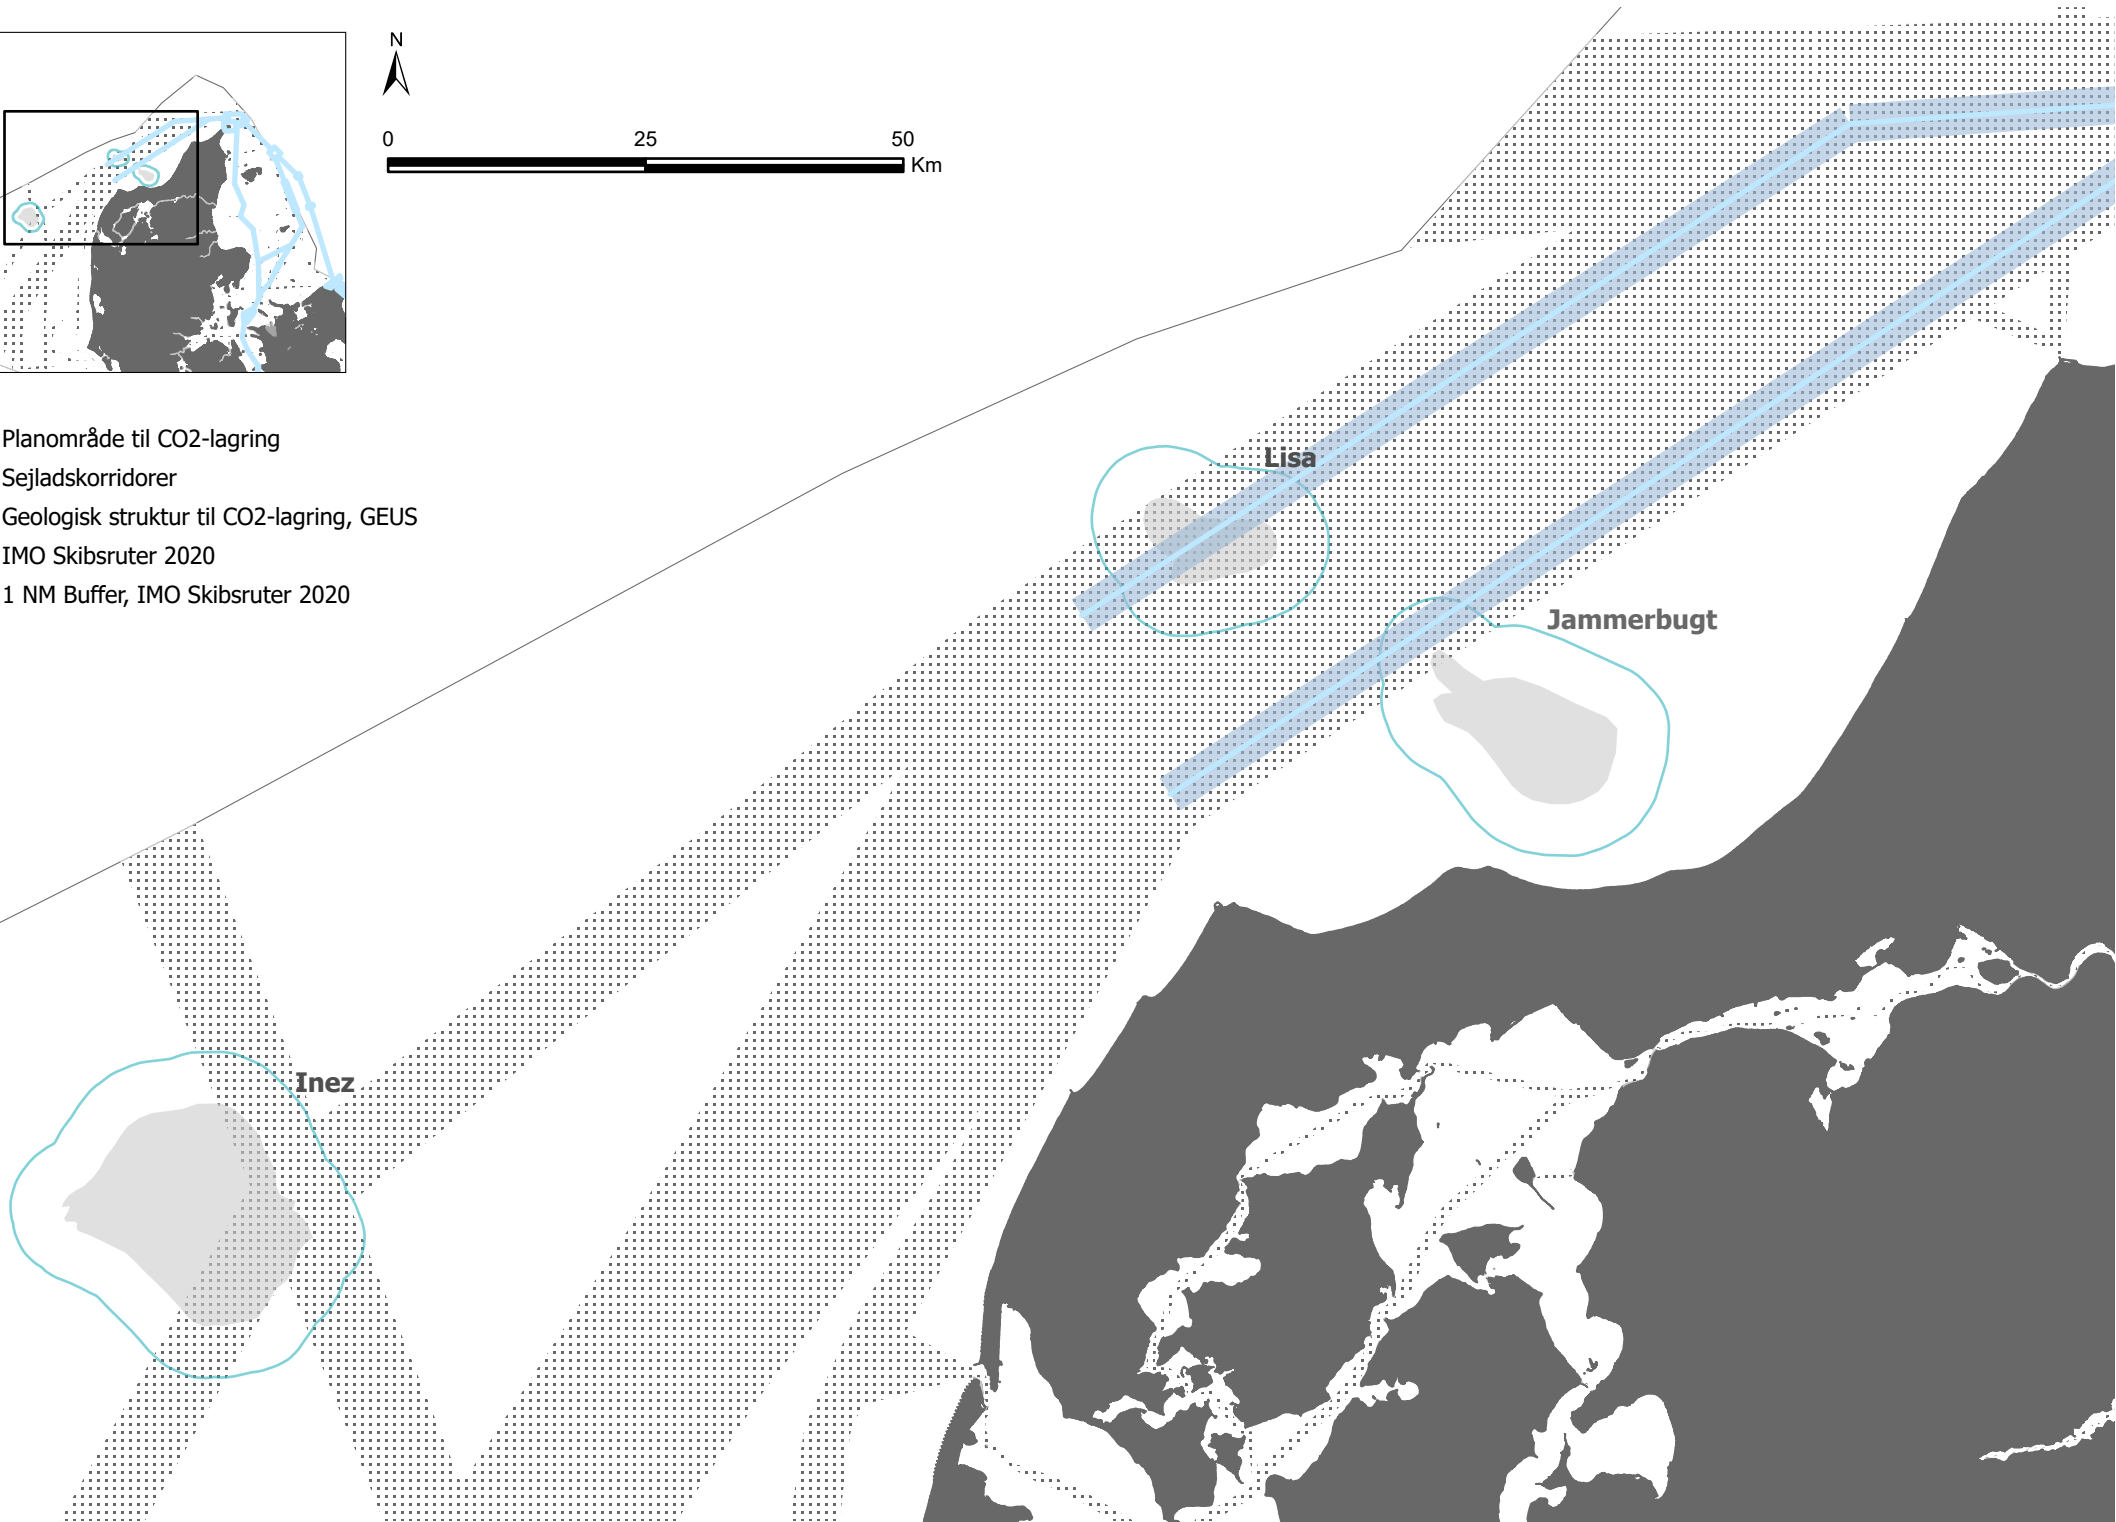 N
0 25 50
Km
Planområde til CO2-lagring
Sejladskorridorer
Geologisk struktur til CO2-lagring, GEUS
IMO Skibsruter 2020
1 NM Buffer, IMO Skibsruter 2020
Lisa
Jammerbugt
Inez